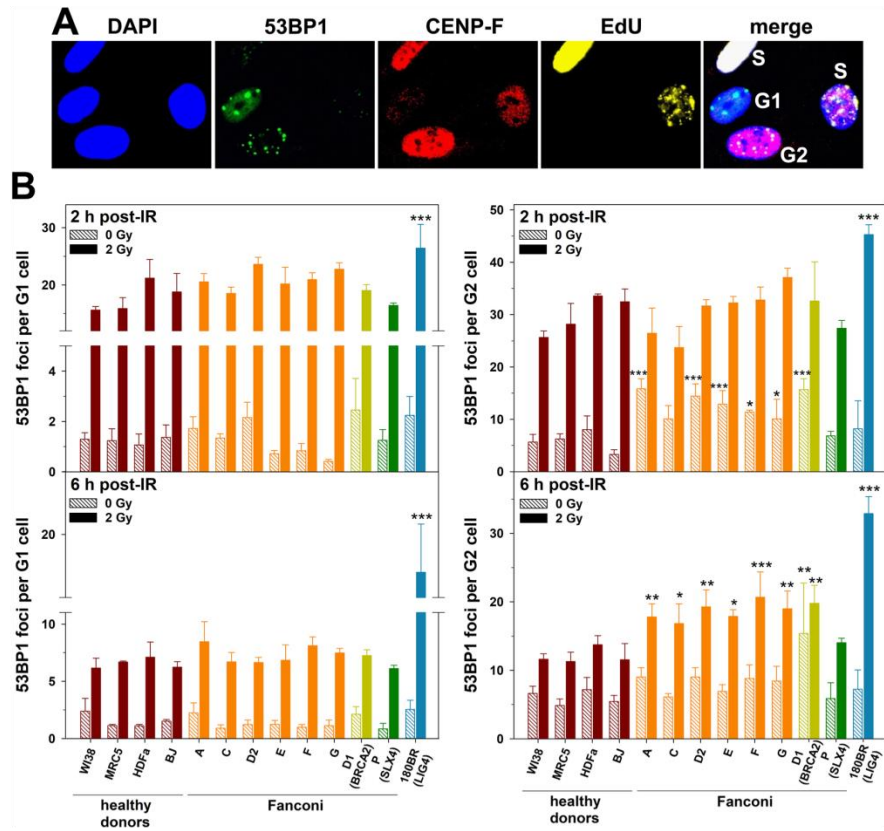 A
DAPI 53BP1 CENP-F EdU merge
S
S
G1
G2
B
2 h post-IR
0 Gy
2 Gy
***
53BP1 foci per G1 cell
30
20
5
4
2
0
2 h post-IR
0 Gy
2 Gy
***
53BP1 foci per G2 cell
50
40
30
20
10
0
*** *** *** * * ***
6 h post-IR
0 Gy
2 Gy
***
53BP1 foci per G1 cell
20
10
5
0
WI38 MRC5 HDFa BJ A C D2 E F G D1 (BRCA2) P (SLX4) 180BR (LIG4)
healthy donors
Fanconi
6 h post-IR
0 Gy
2 Gy
***
53BP1 foci per G2 cell
30
20
10
0
** * ** * *** ** ** **
WI38 MRC5 HDFa BJ A C D2 E F G D1 (BRCA2) P (SLX4) 180BR (LIG4)
healthy donors
Fanconi